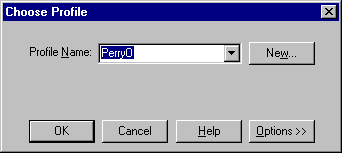 Choose Profile
Profile Name: PerryO New...
OK Cancel Help Options >>